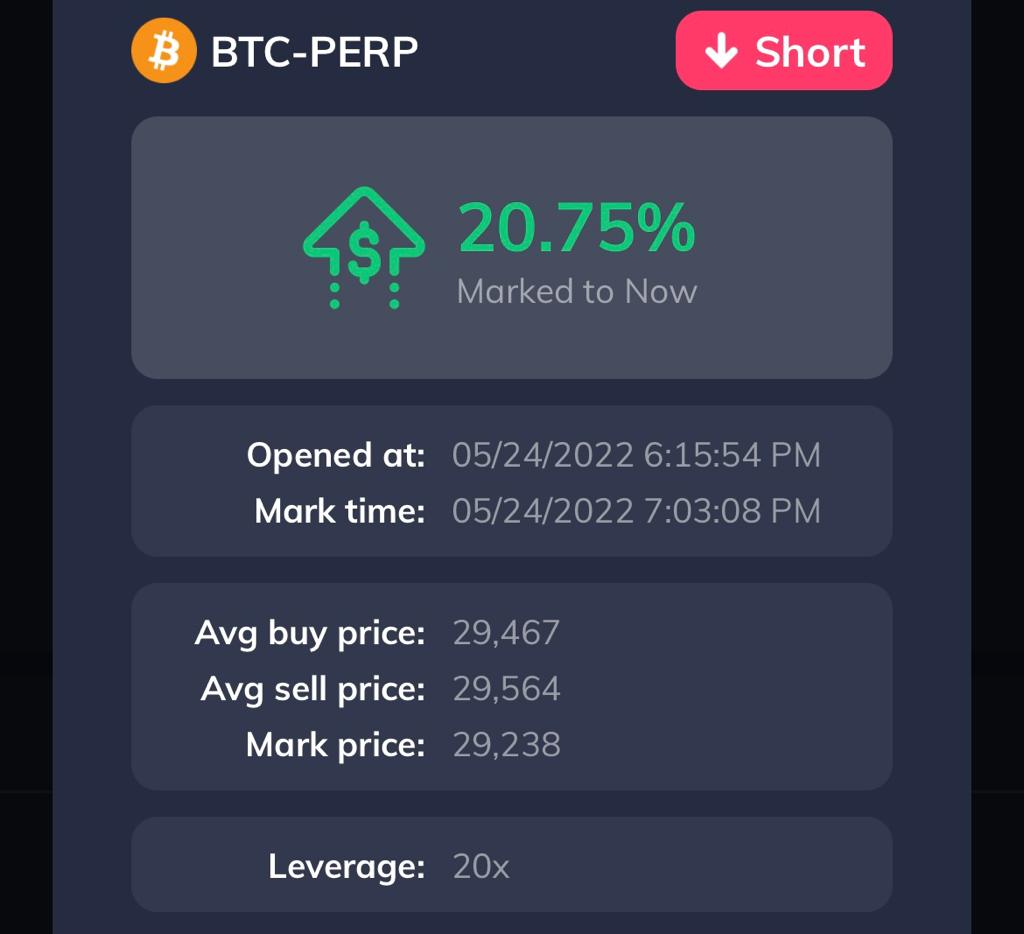 BTC-PERP
Short
20.75%
Marked to Now
Opened at: 05/24/2022 6:15:54 PM
Mark time: 05/24/2022 7:03:08 PM
Avg buy price: 29,467
Avg sell price: 29,564
Mark price: 29,238
Leverage: 20x